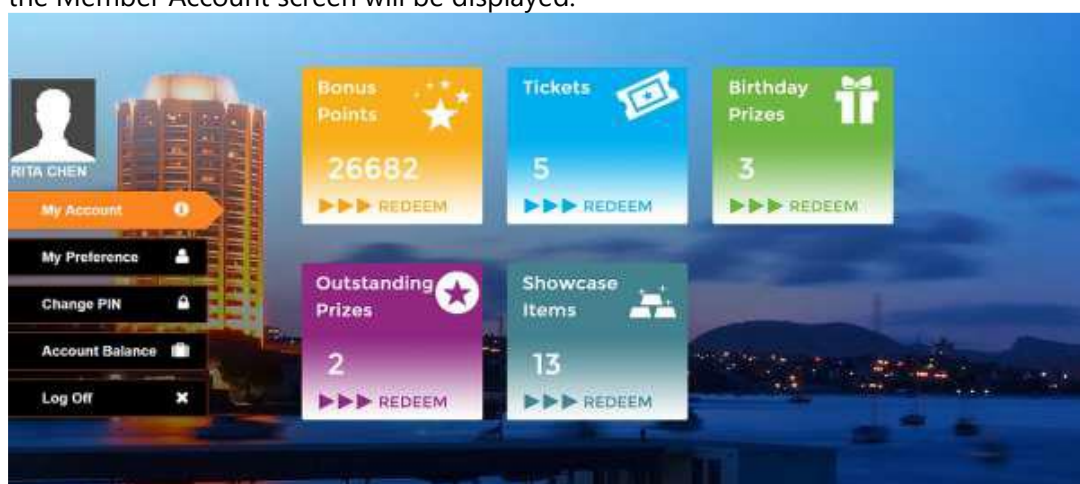 the Member Account screen will be displayed.
RITA CHEN
My Account
My Preference
Change PIN
Account Balance
Log Off
Bonus
Points
26682
REDEEM
Tickets
5
REDEEM
Birthday
Prizes
3
REDEEM
Outstanding
Prizes
2
REDEEM
Showcase
Items
13
REDEEM